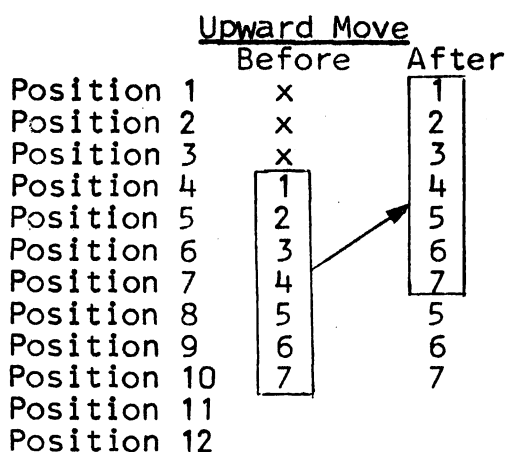 Upward Move
Before After
Position 1 x 1
Position 2 x 2
Position 3 x 3
Position 4 1 4
Position 5 2 5
Position 6 3 6
Position 7 4 7
Position 8 5 5
Position 9 6 6
Position 10 7 7
Position 11
Position 12